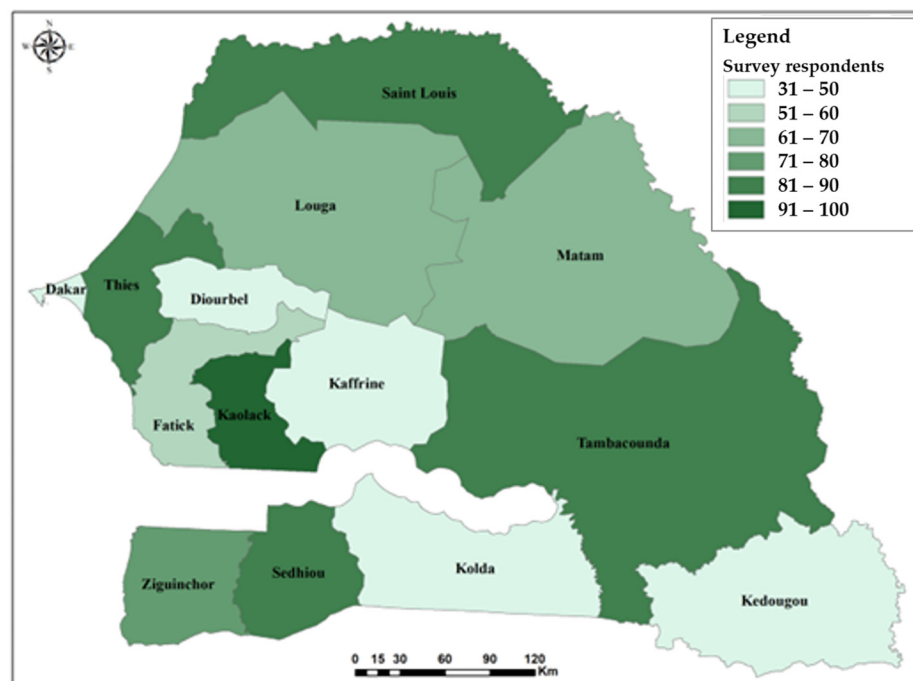 N
W E
S
Legend
Survey respondents
31 – 50
51 – 60
61 – 70
71 – 80
81 – 90
91 – 100
Saint Louis
Louga
Matam
Dakar
Thies
Diourbel
Kaffrine
Fatick
Kaolack
Tambacounda
Ziguinchor
Sedhiou
Kolda
Kedougou
0 15 30 60 90 120
Km